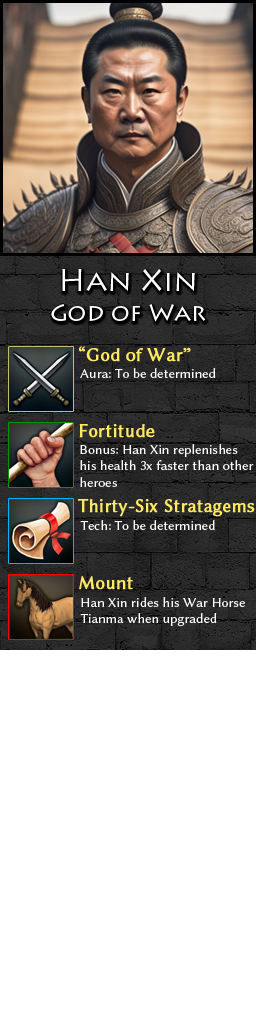 Han Xin
God of War
“God of War”
Aura: To be determined
Fortitude
Bonus: Han Xin replenishes
his health 3x faster than other
heroes
Thirty-Six Stratagems
Tech: To be determined
Mount
Han Xin rides his War Horse
Tianma when upgraded